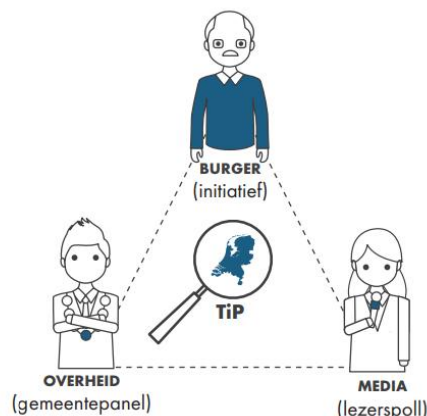 BURGER
(initiatief)
TiP
OVERHEID
(gemeentepanel)
MEDIA
(lezerspoll)